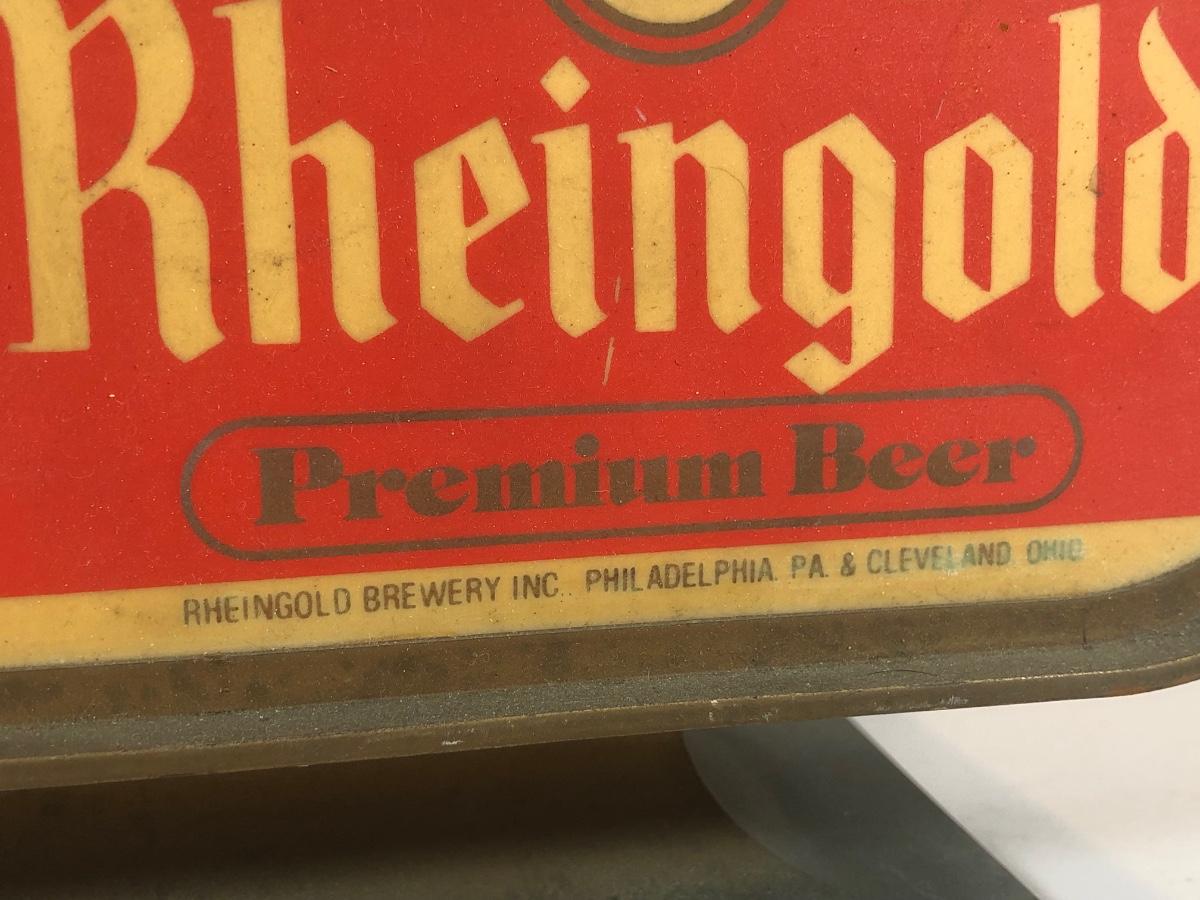 Rheingold
Premium Beer
RHEINGOLD BREWERY INC. PHILADELPHIA. PA. & CLEVELAND OHIO